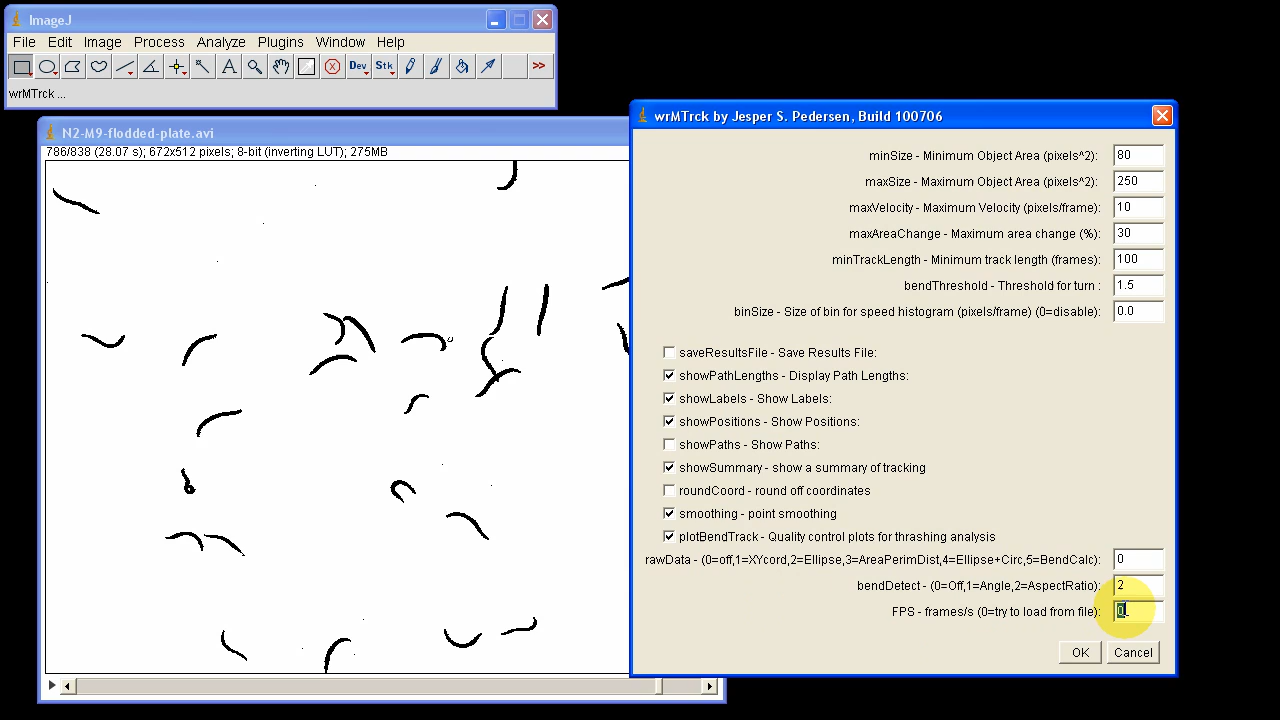 ImageJ
File Edit Image Process Analyze Plugins Window Help
A Dev Stk >>
wrMTrck ...
N2-M9-flodded-plate.avi
786/838 (28.07 s); 672x512 pixels; 8-bit (inverting LUT); 275MB
wrMTrck by Jesper S. Pedersen, Build 100706
minSize - Minimum Object Area (pixels^2): 80
maxSize - Maximum Object Area (pixels^2): 250
maxVelocity - Maximum Velocity (pixels/frame): 10
maxAreaChange - Maximum area change (%): 30
minTrackLength - Minimum track length (frames): 100
bendThreshold - Threshold for turn : 1.5
binSize - Size of bin for speed histogram (pixels/frame) (0=disable): 0.0
saveResultsFile - Save Results File:
showPathLengths - Display Path Lengths:
showLabels - Show Labels:
showPositions - Show Positions:
showPaths - Show Paths:
showSummary - show a summary of tracking
roundCoord - round off coordinates
smoothing - point smoothing
plotBendTrack - Quality control plots for thrashing analysis
rawData - (0=off,1=XYcord,2=Ellipse,3=AreaPerimDist,4=Ellipse+Circ,5=BendCalc): 0
bendDetect - (0=Off,1=Angle,2=AspectRatio): 2
FPS - frames/s (0=try to load from file): 0
OK Cancel